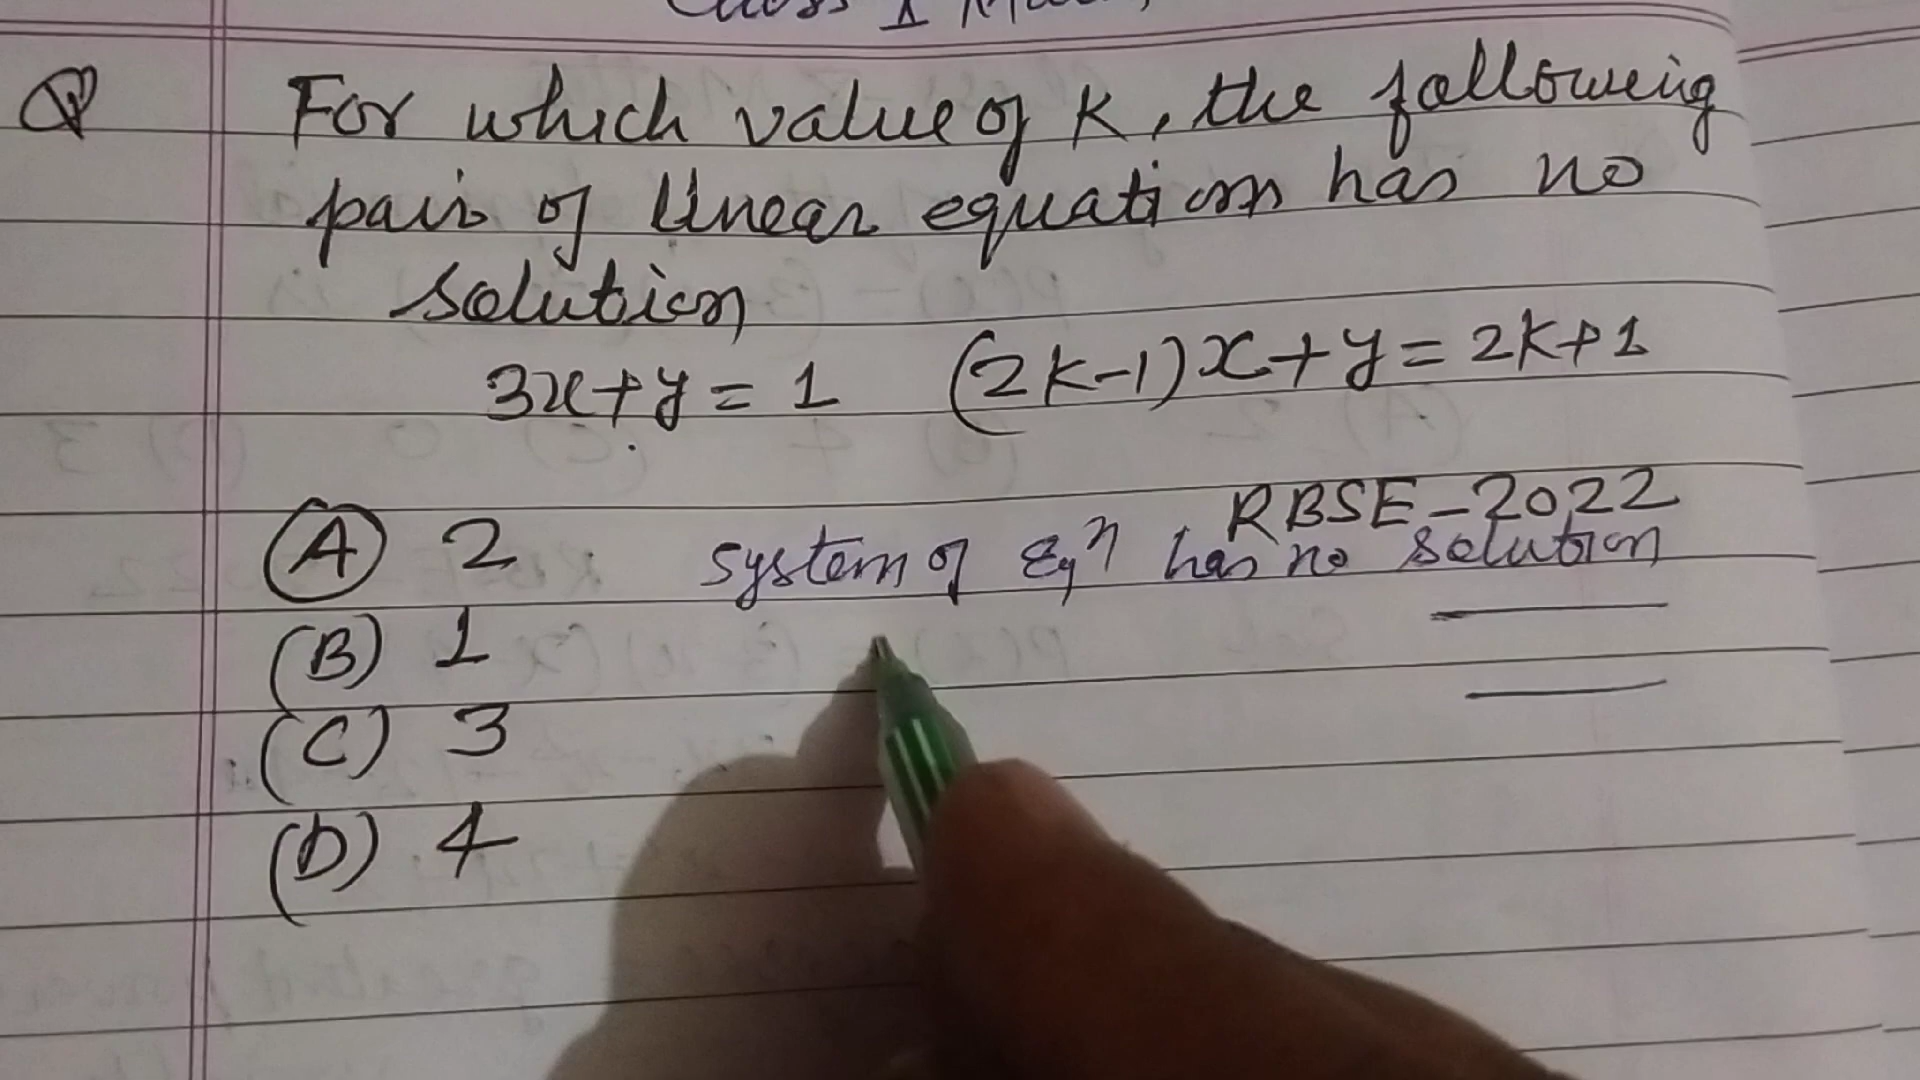 Q For which value of K, the following
pair of linear equation has no
solution
3x+y=1 (2K-1)x+y=2K+1
RBSE-2022
(A) 2 system of Eqn has no solution
(B) 1
(C) 3
(D) 4